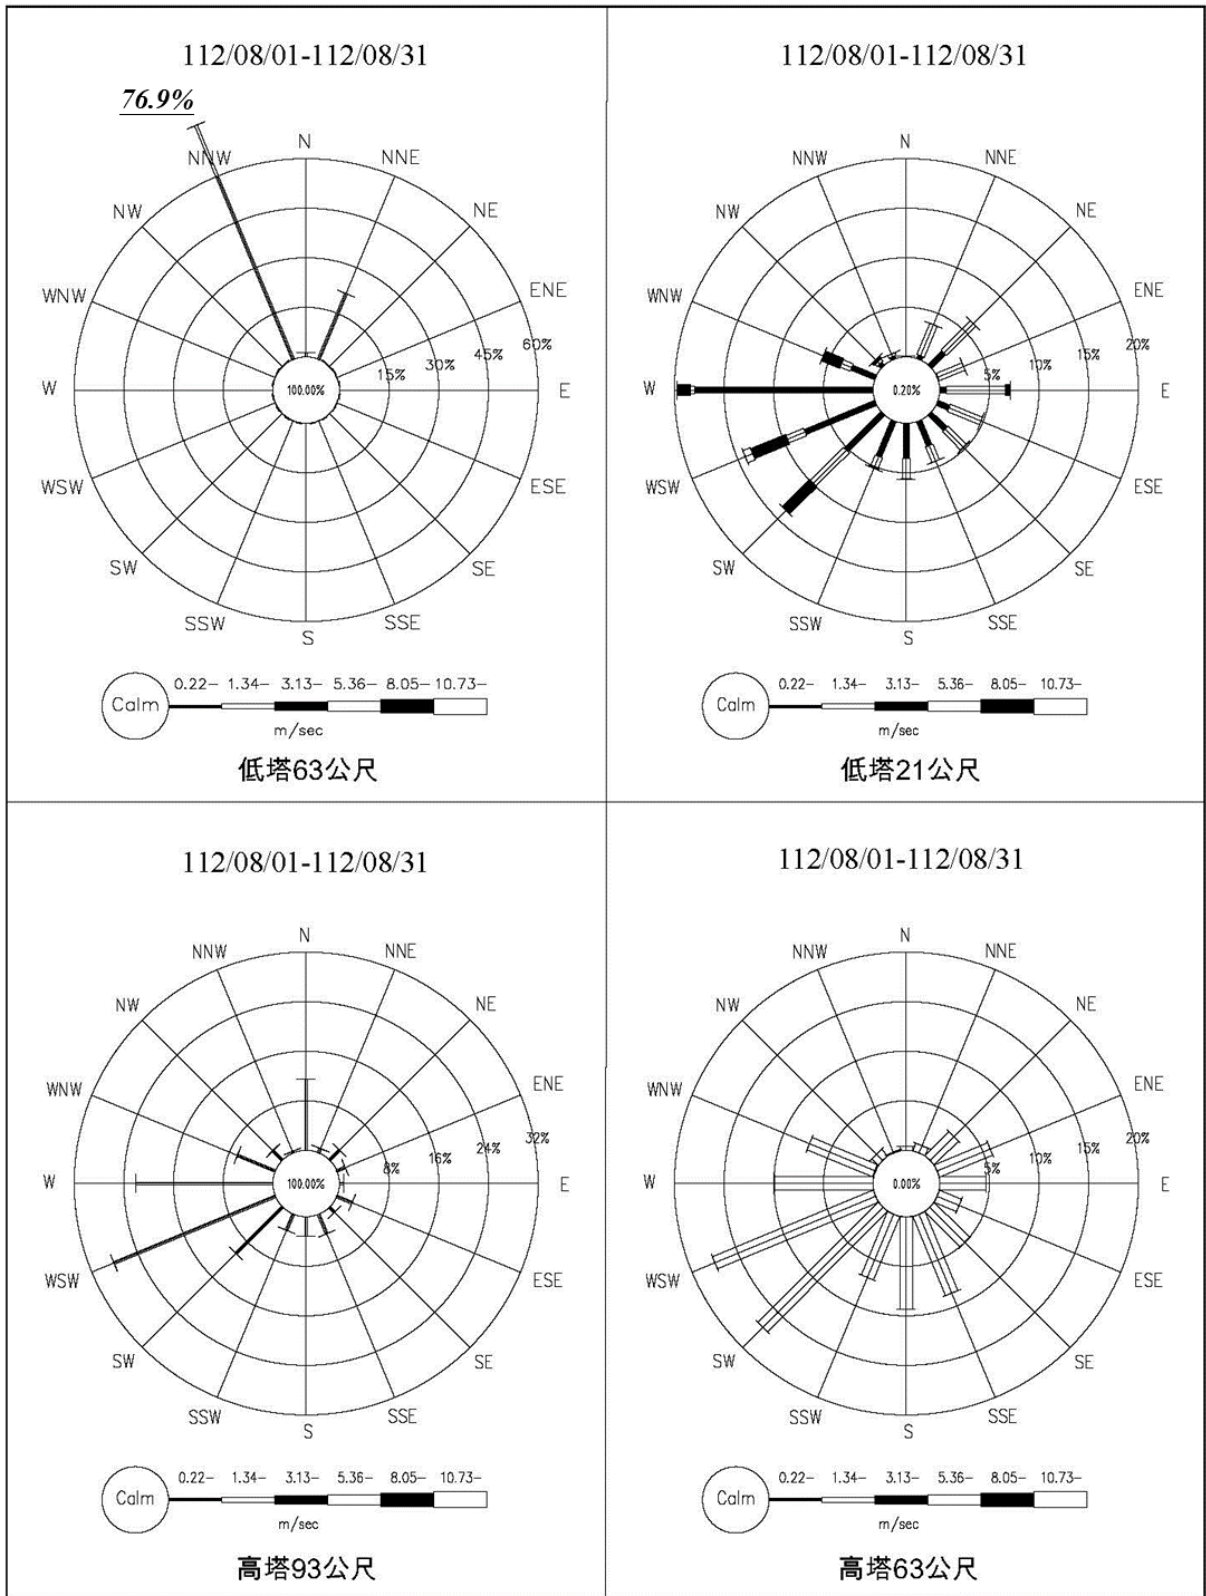 112/08/01-112/08/31
76.9%
N
NNW
NNE
NW
NE
WNW
ENE
15%
30%
45%
60%
W
100.00%
E
WSW
ESE
SW
SE
SSW
SSE
S
Calm
0.22- 1.34- 3.13- 5.36- 8.05- 10.73-
m/sec
低塔63公尺
112/08/01-112/08/31
N
NNW
NNE
NW
NE
WNW
ENE
5%
10%
15%
20%
W
0.20%
E
WSW
ESE
SW
SE
SSW
SSE
S
Calm
0.22- 1.34- 3.13- 5.36- 8.05- 10.73-
m/sec
低塔21公尺
112/08/01-112/08/31
N
NNW
NNE
NW
NE
WNW
ENE
8%
16%
24%
32%
W
100.00%
E
WSW
ESE
SW
SE
SSW
SSE
S
Calm
0.22- 1.34- 3.13- 5.36- 8.05- 10.73-
m/sec
高塔93公尺
112/08/01-112/08/31
N
NNW
NNE
NW
NE
WNW
ENE
5%
10%
15%
20%
W
0.00%
E
WSW
ESE
SW
SE
SSW
SSE
S
Calm
0.22- 1.34- 3.13- 5.36- 8.05- 10.73-
m/sec
高塔63公尺